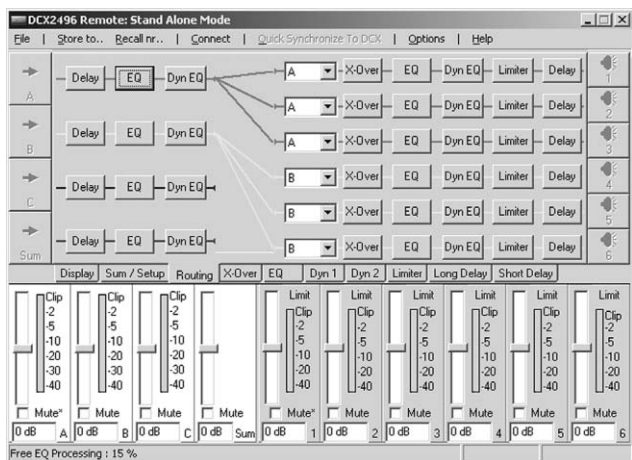 DCX2496 Remote: Stand Alone Mode
File | Store to.. Recall nr.. | Connect | Quick Synchronize To DCX | Options | Help
A Delay EQ Dyn EQ A X-Over EQ Dyn EQ Limiter Delay 1
A X-Over EQ Dyn EQ Limiter Delay 2
B Delay EQ Dyn EQ A X-Over EQ Dyn EQ Limiter Delay 3
C Delay EQ Dyn EQ B X-Over EQ Dyn EQ Limiter Delay 4
B X-Over EQ Dyn EQ Limiter Delay 5
Sum Delay EQ Dyn EQ B X-Over EQ Dyn EQ Limiter Delay 6
Display Sum / Setup Routing X-Over EQ Dyn 1 Dyn 2 Limiter Long Delay Short Delay
Clip Clip Clip Limit Limit Limit Limit Limit Limit
-2 -2 -2 Clip Clip Clip Clip Clip Clip
-5 -5 -5 -2 -2 -2 -2 -2 -2
-10 -10 -10 -5 -5 -5 -5 -5 -5
-20 -20 -20 -10 -10 -10 -10 -10 -10
-30 -30 -30 -20 -20 -20 -20 -20 -20
-40 -40 -40 -40 -40 -40 -40 -40 -40
Mute* Mute Mute Mute Mute* Mute Mute Mute Mute Mute
0 dB A 0 dB B 0 dB C 0 dB Sum 0 dB 1 0 dB 2 0 dB 3 0 dB 4 0 dB 5 0 dB 6
Free EQ Processing : 15 %